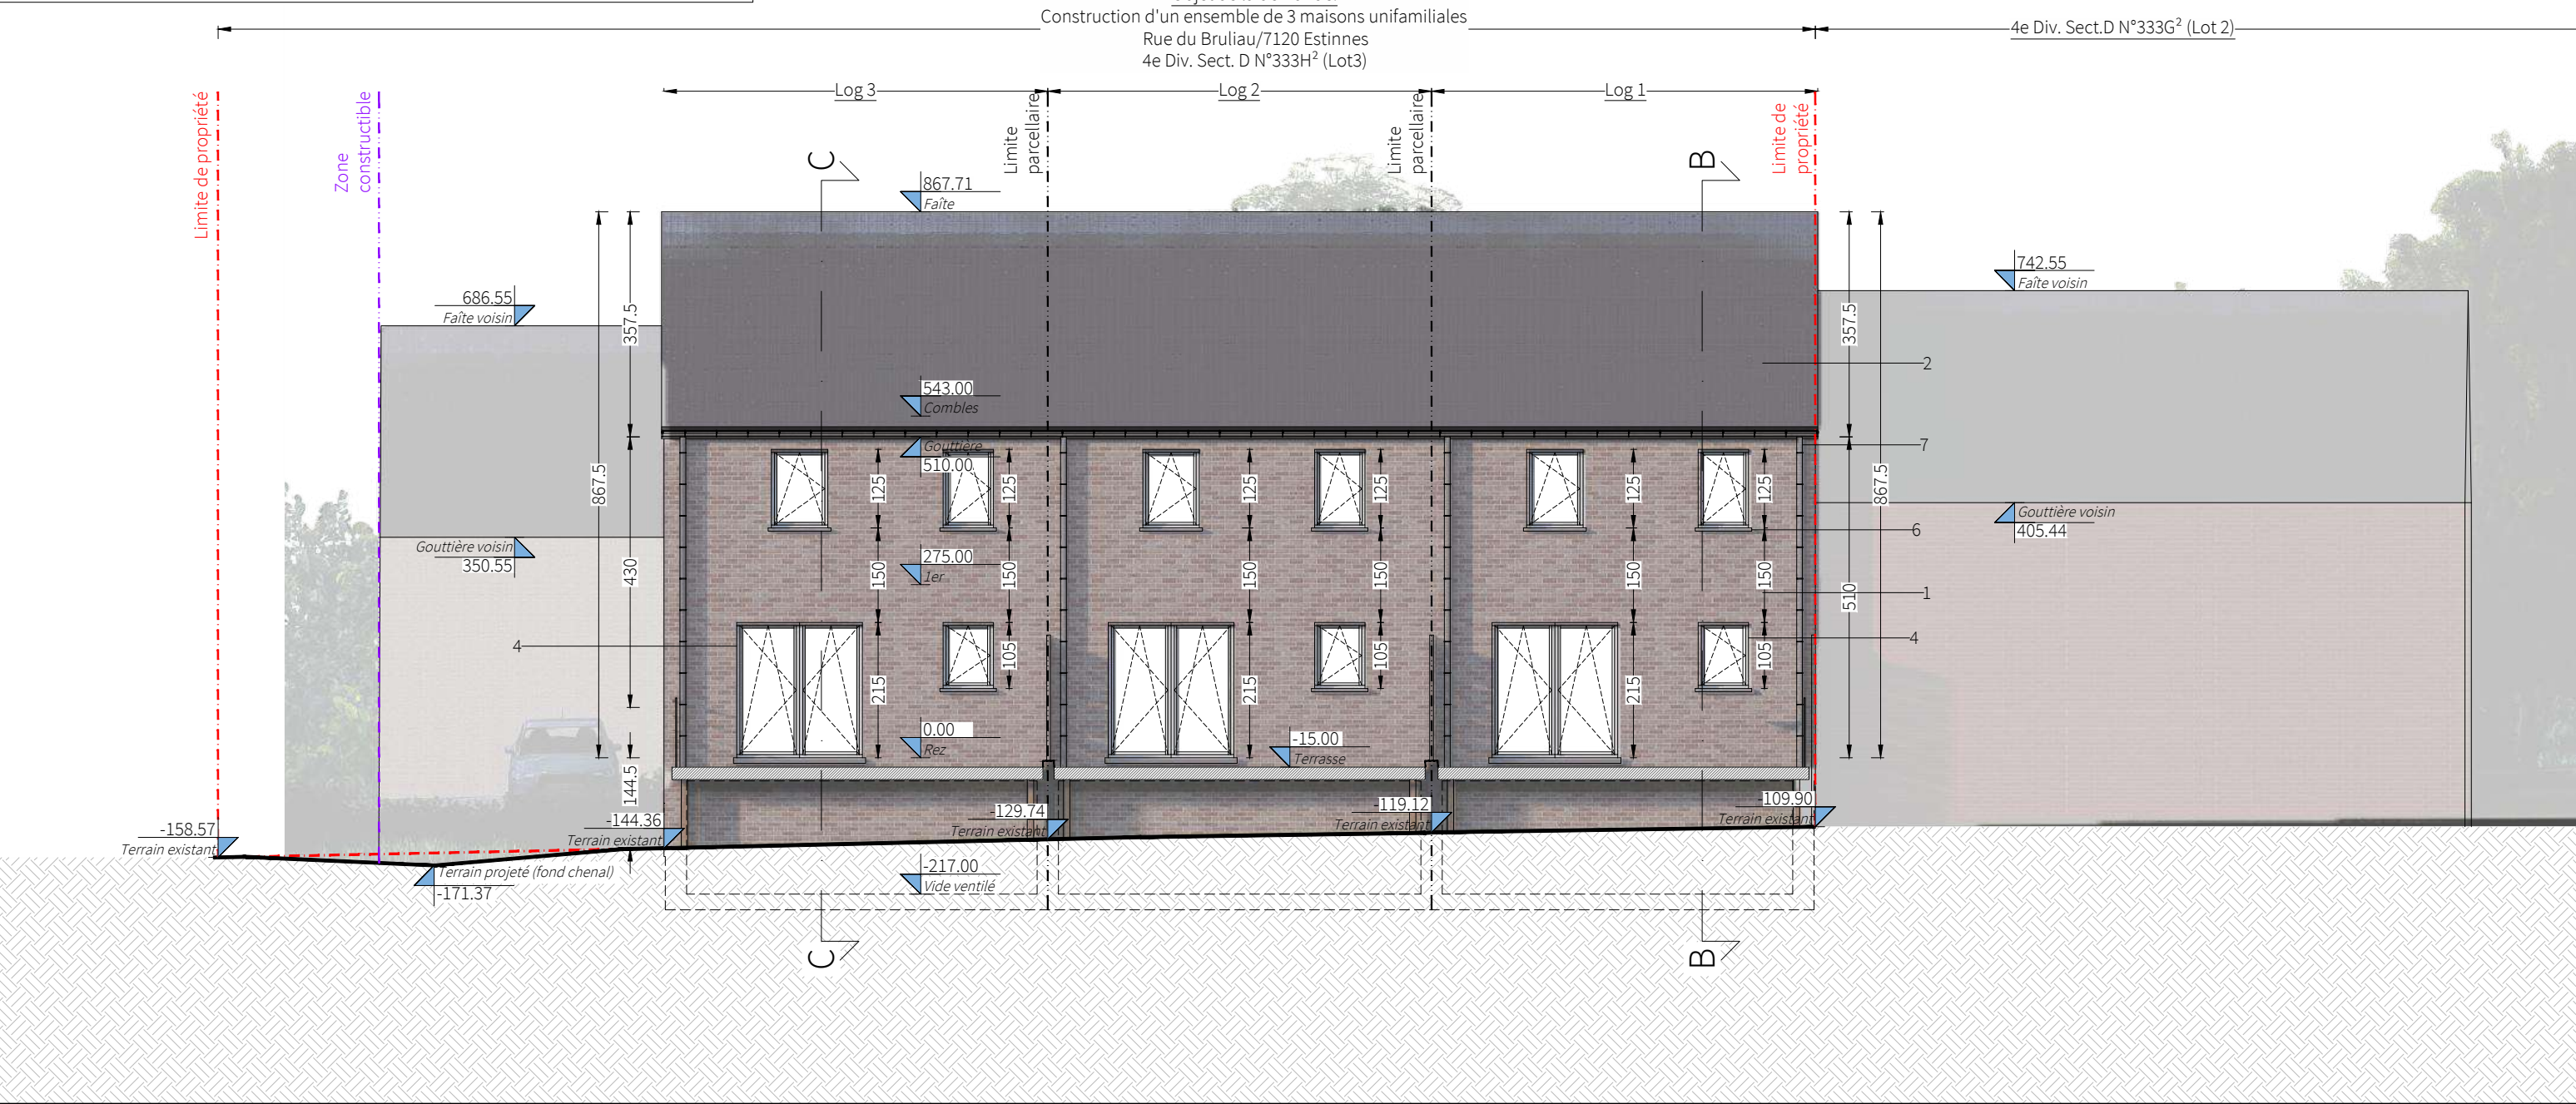 Construction d'un ensemble de 3 maisons unifamiliales
Rue du Bruliau/7120 Estinnes
4e Div. Sect. D N°333H² (Lot3)
4e Div. Sect.D N°333G² (Lot 2)
Log 3
Log 2
Log 1
Limite de propriété
Zone
constructible
Limite
parcellaire
Limite
parcellaire
Limite de
propriété
C
B
867.71
Faîte
686.55
Faîte voisin
742.55
Faîte voisin
357.5
357.5
2
543.00
Combles
Gouttière
510.00
7
867.5
867.5
125
125
125
125
125
125
Gouttière voisin
405.44
6
Gouttière voisin
350.55
430
275.00
1er
150
150
150
150
150
150
510
1
4
4
105
105
105
215
215
215
0.00
Rez
-15.00
Terrasse
144.5
-158.57
Terrain existant
-144.36
Terrain existant
-129.74
Terrain existant
-119.12
Terrain existant
-109.90
Terrain existant
Terrain projeté (fond chenal)
-171.37
-217.00
Vide ventilé
C
B